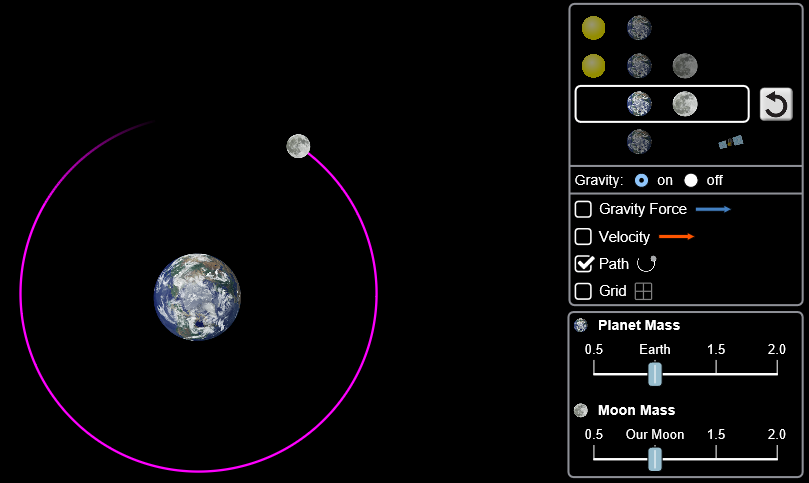 Gravity: on off
Gravity Force
Velocity
Path
Grid
Planet Mass
0.5 Earth 1.5 2.0
Moon Mass
0.5 Our Moon 1.5 2.0